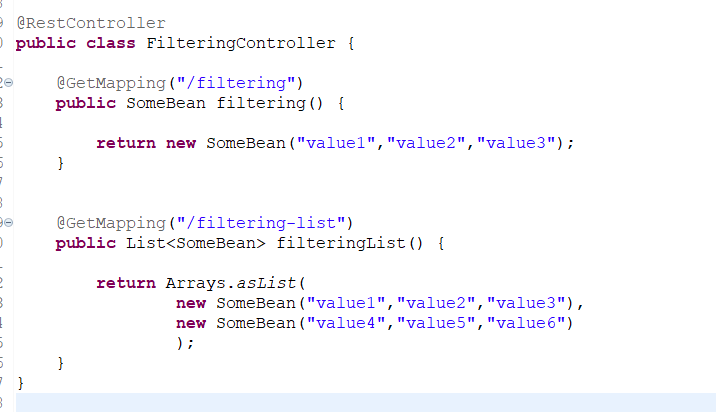 @RestController
public class FilteringController {
@GetMapping("/filtering")
public SomeBean filtering() {
return new SomeBean("value1","value2","value3");
}
@GetMapping("/filtering-list")
public List<SomeBean> filteringList() {
return Arrays.asList(
new SomeBean("value1","value2","value3"),
new SomeBean("value4","value5","value6")
);
}
}